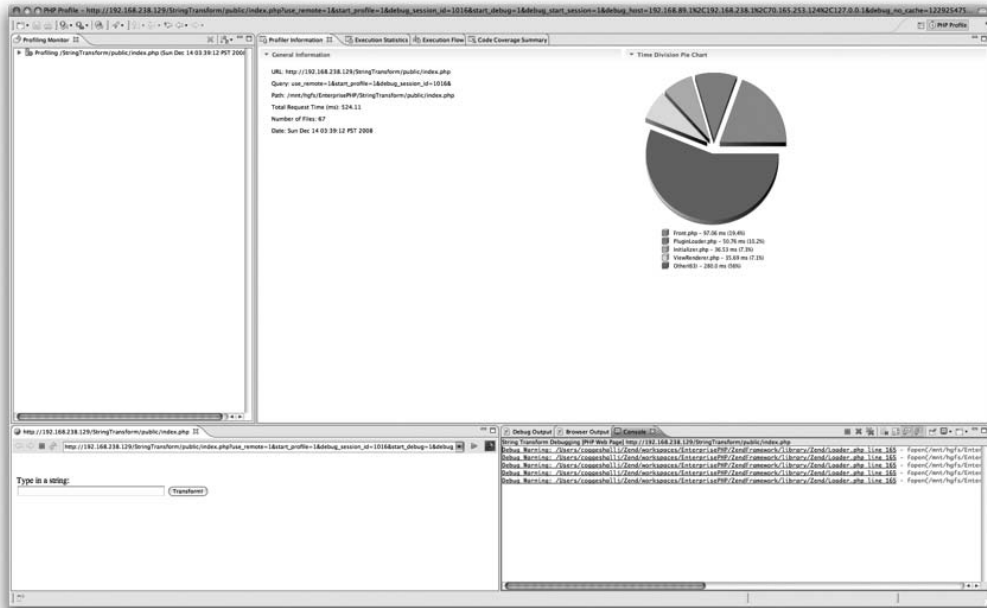 PHP Profile - http://192.168.238.129/StringTransform/public/index.php?use_remote=1&start_profile=1&debug_session_id=1016&start_debug=1&debug_start_session=1&debug_host=192.168.89.1%2C192.168.238.1%2C70.165.253.124%2C127.0.0.1&debug_no_cache=122925475...
PHP Profile
Profiling Monitor
Profiling /StringTransform/public/index.php (Sun Dec 14 03:39:12 PST 200
Profiler Information
Execution Statistics
Execution Flow
Code Coverage Summary
General Information
URL: http://192.168.238.129/StringTransform/public/index.php
Query: use_remote=1&start_profile=1&debug_session_id=1016&
Path: /mnt/hgfs/EnterprisePHP/StringTransform/public/index.php
Total Request Time (ms): 524.11
Number of Files: 67
Date: Sun Dec 14 03:39:12 PST 2008
Time Division Pie Chart
Front.php - 97.06 ms (19.4%)
PluginLoader.php - 50.76 ms (10.2%)
Initializer.php - 36.53 ms (7.3%)
ViewRenderer.php - 35.69 ms (7.1%)
Other(63) - 280.0 ms (56%)
http://192.168.238.129/StringTransform/public/index.php
http://192.168.238.129/StringTransform/public/index.php?use_remote=1&start_profile=1&debug_session_id=1016&start_debug=1&debug
Type in a string:
Transform!
Debug Output
Browser Output
Console
String Transform Debugging [PHP Web Page] http://192.168.238.129/StringTransform/public/index.php
Debug Warning: /Users/coggeshallj/Zend/workspaces/EnterprisePHP/ZendFramework/library/Zend/Loader.php line 165 - fopen(/mnt/hgfs/Enter
Debug Warning: /Users/coggeshallj/Zend/workspaces/EnterprisePHP/ZendFramework/library/Zend/Loader.php line 165 - fopen(/mnt/hgfs/Enter
Debug Warning: /Users/coggeshallj/Zend/workspaces/EnterprisePHP/ZendFramework/library/Zend/Loader.php line 165 - fopen(/mnt/hgfs/Enter
Debug Warning: /Users/coggeshallj/Zend/workspaces/EnterprisePHP/ZendFramework/library/Zend/Loader.php line 165 - fopen(/mnt/hgfs/Enter
Debug Warning: /Users/coggeshallj/Zend/workspaces/EnterprisePHP/ZendFramework/library/Zend/Loader.php line 165 - fopen(/mnt/hgfs/Enter